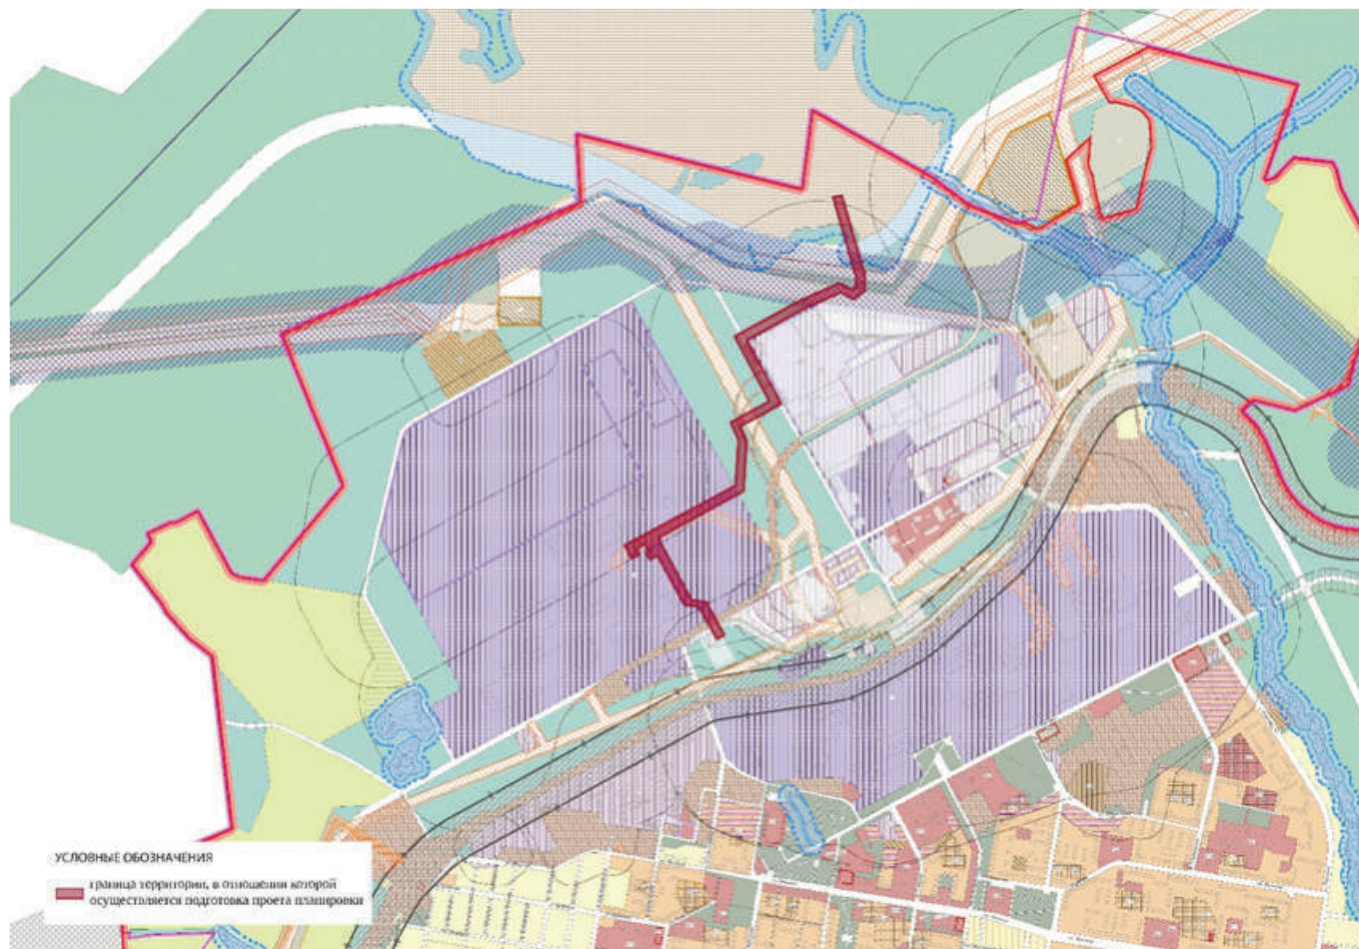 УСЛОВНЫЕ ОБОЗНАЧЕНИЯ
граница территории, в отношении которой
осуществляется подготовка проета планировки